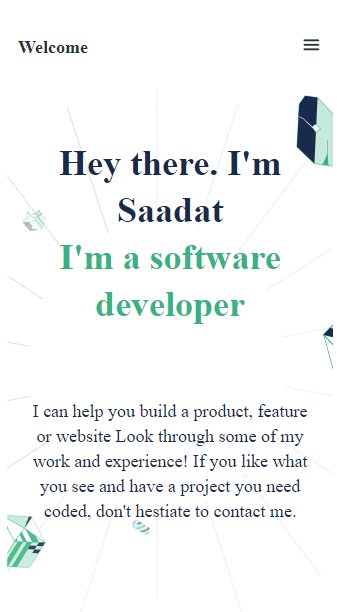 Welcome
Hey there. I'm
Saadat
I'm a software
developer
I can help you build a product, feature
or website Look through some of my
work and experience! If you like what
you see and have a project you need
coded, don't hestiate to contact me.